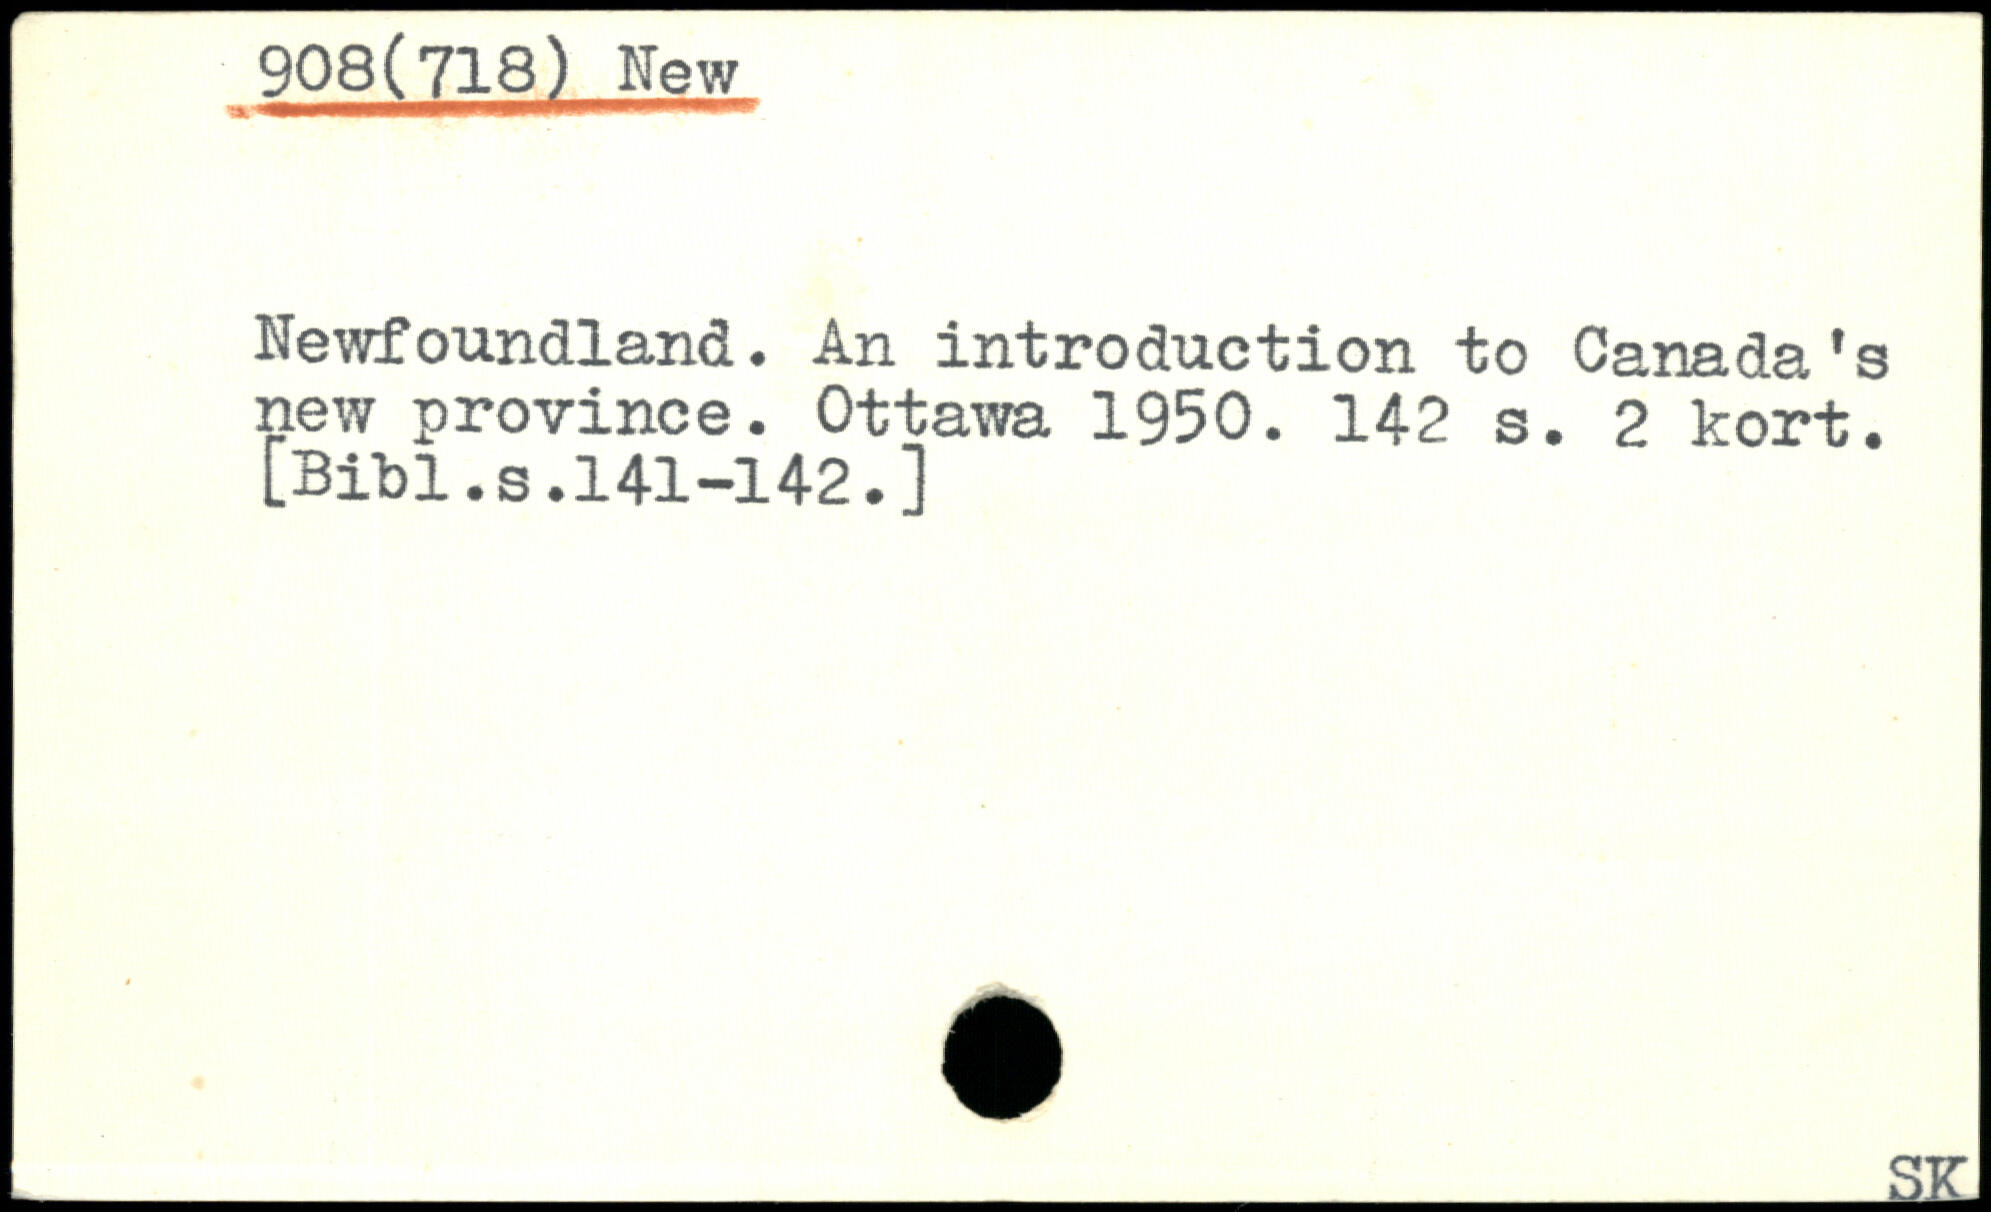 908(718) New
Newfoundland. An introduction to Canada's
new province. Ottawa 1950. 142 s. 2 kort.
[Bibl.s.141-142.]
SK